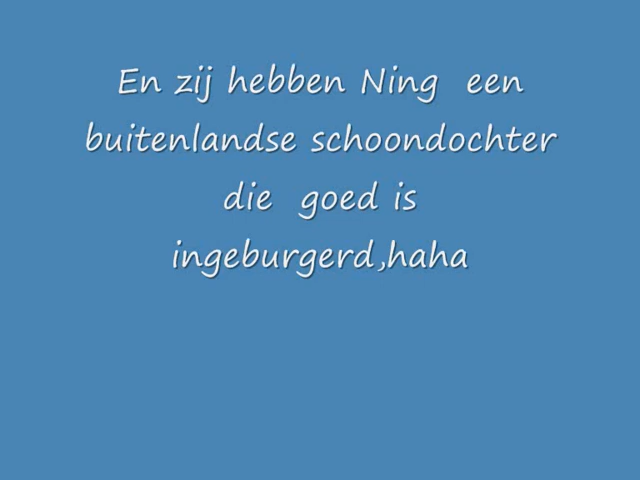 En zij hebben Ning  een
buitenlandse schoondochter
die  goed is
ingeburgerd,haha